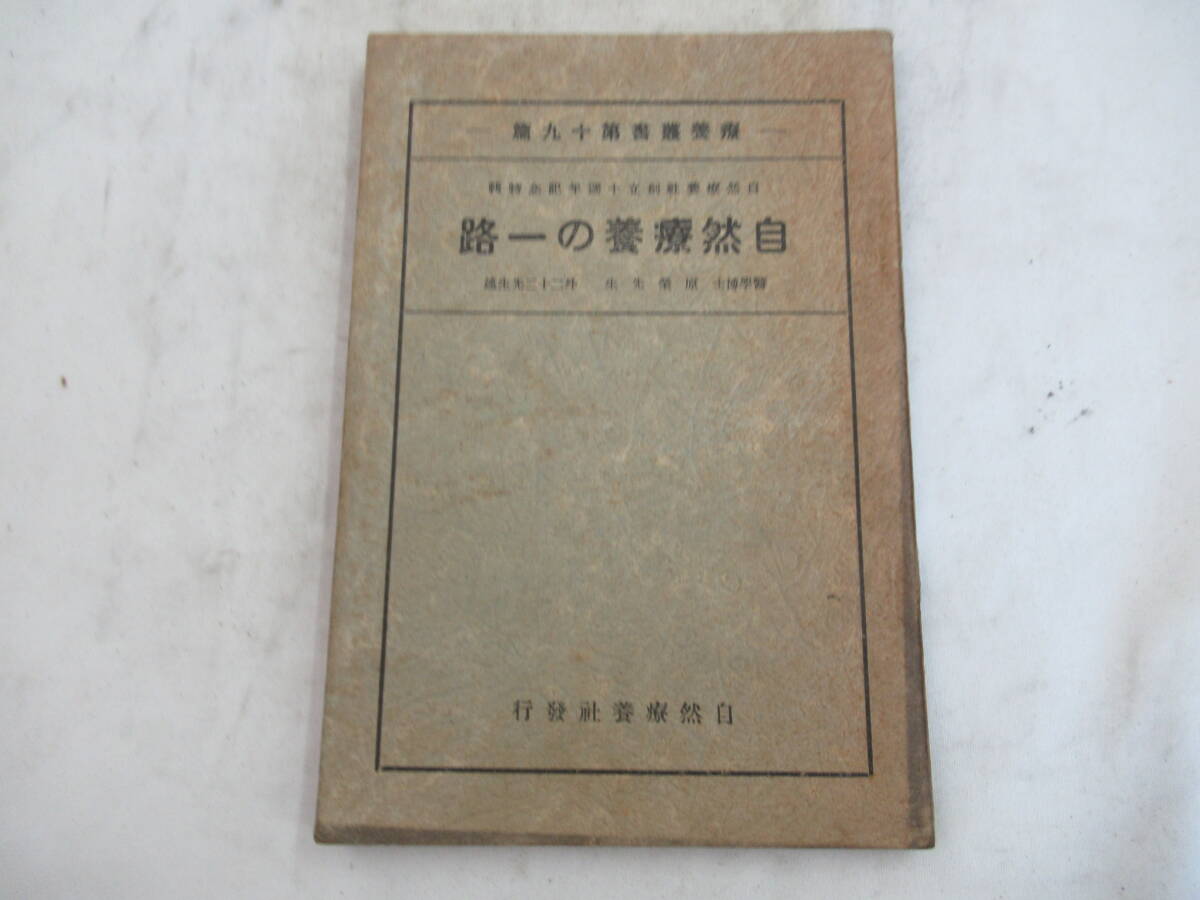 療養叢書第十九篇
自然療養社創立十週年記念特輯
自然療養の一路
醫學博士 原榮先生 外二十三先生述
自然療養社發行